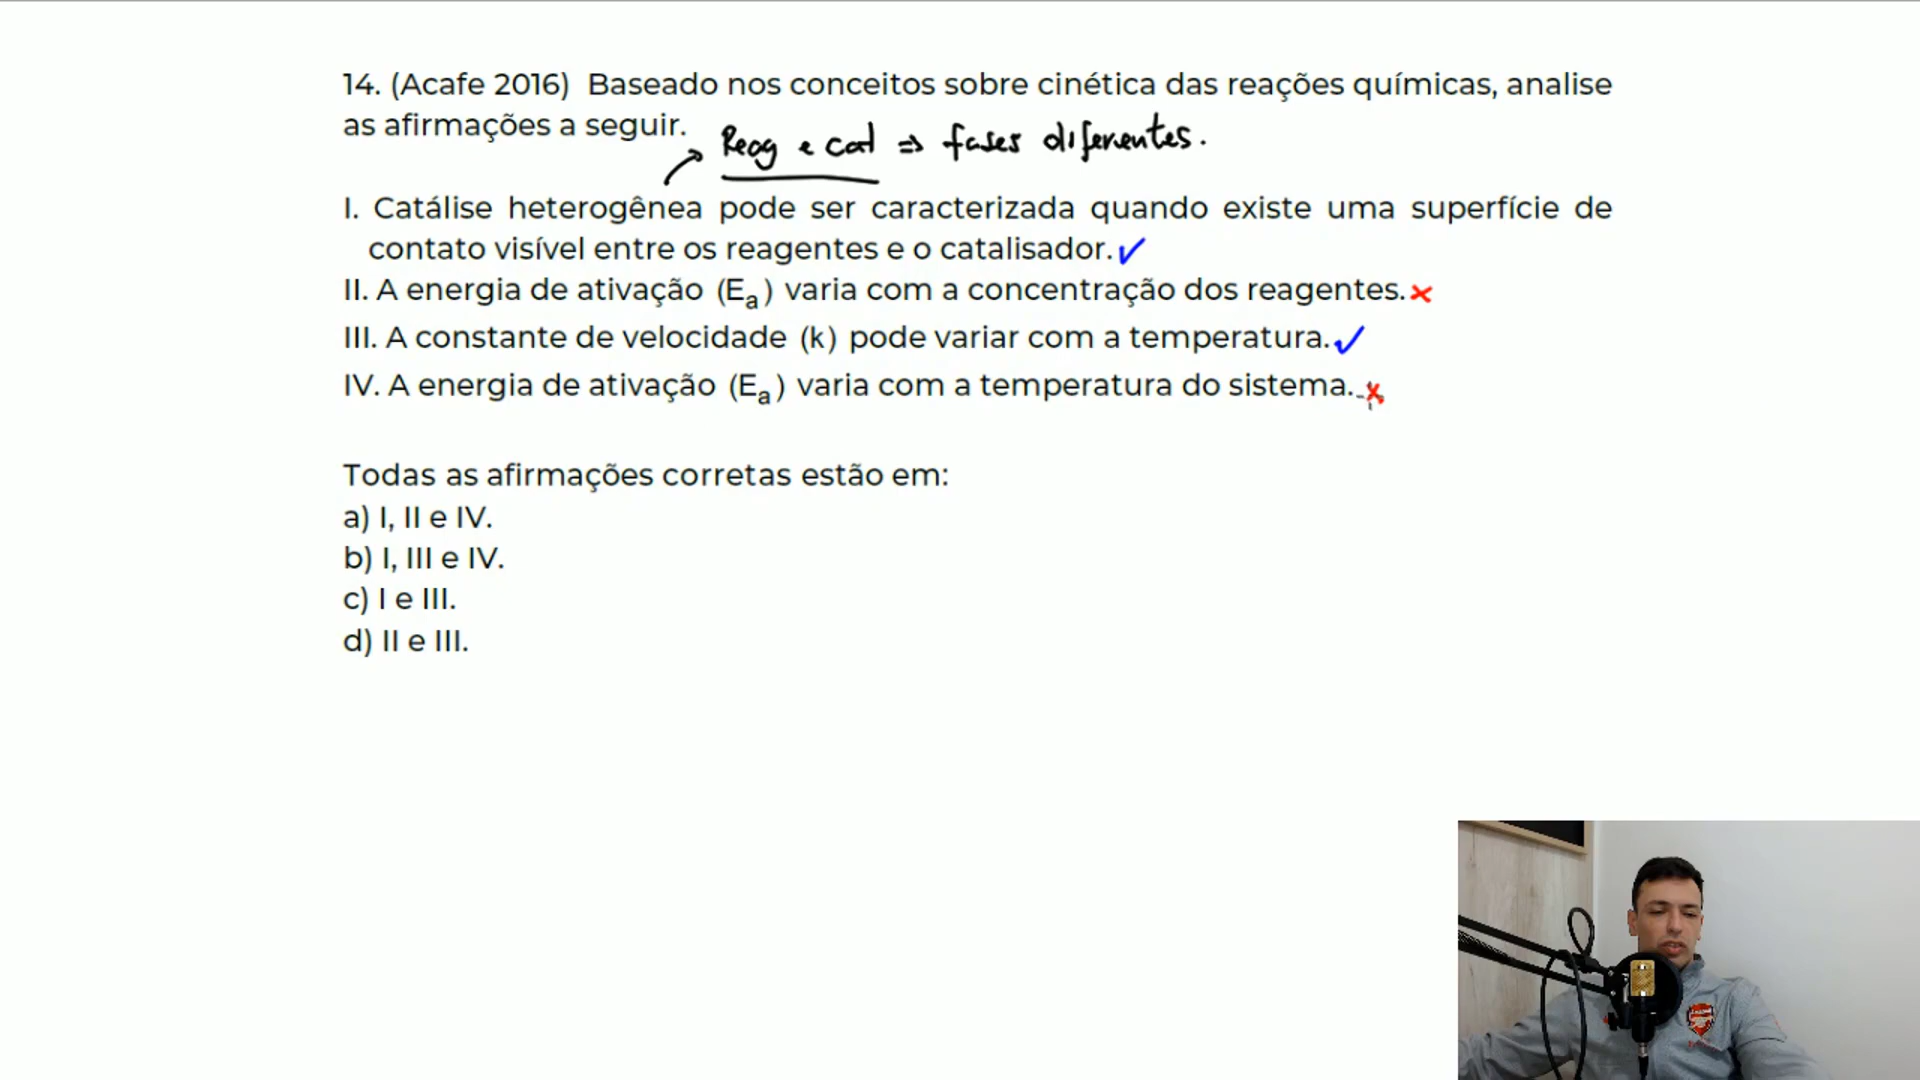 14. (Acafe 2016) Baseado nos conceitos sobre cinética das reações químicas, analise
as afirmações a seguir.
Reag e cat ⇒ fases diferentes.
I. Catálise heterogênea pode ser caracterizada quando existe uma superfície de
contato visível entre os reagentes e o catalisador. ✓
II. A energia de ativação (Ea) varia com a concentração dos reagentes. ×
III. A constante de velocidade (k) pode variar com a temperatura. ✓
IV. A energia de ativação (Ea) varia com a temperatura do sistema. ×
Todas as afirmações corretas estão em:
a) I, II e IV.
b) I, III e IV.
c) I e III.
d) II e III.